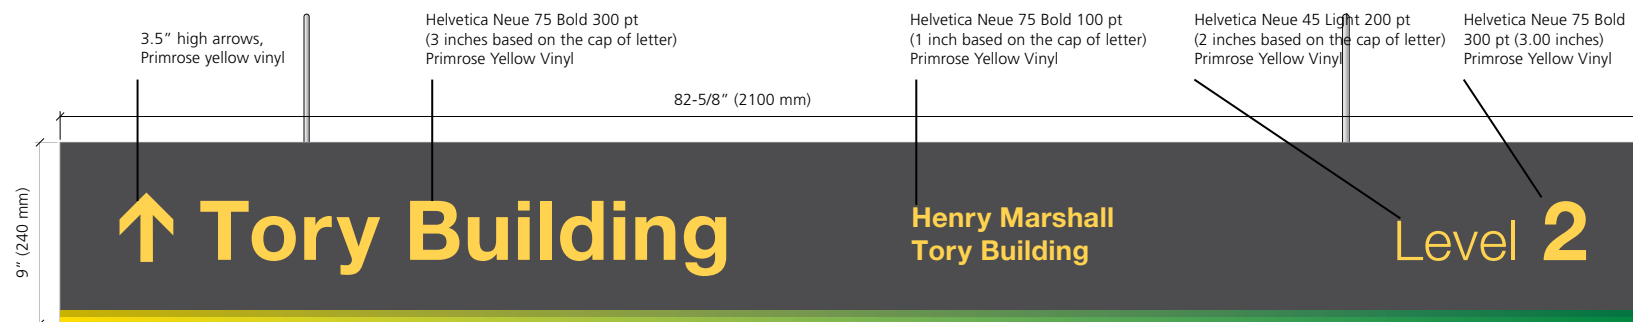 3.5” high arrows,
Primrose yellow vinyl
Helvetica Neue 75 Bold 300 pt
(3 inches based on the cap of letter)
Primrose Yellow Vinyl
Helvetica Neue 75 Bold 100 pt
(1 inch based on the cap of letter)
Primrose Yellow Vinyl
Helvetica Neue 45 Light 200 pt
(2 inches based on the cap of letter)
Primrose Yellow Vinyl
Helvetica Neue 75 Bold
300 pt (3.00 inches)
Primrose Yellow Vinyl
82-5/8” (2100 mm)
9” (240 mm)
Tory Building
Henry Marshall
Tory Building
Level 2